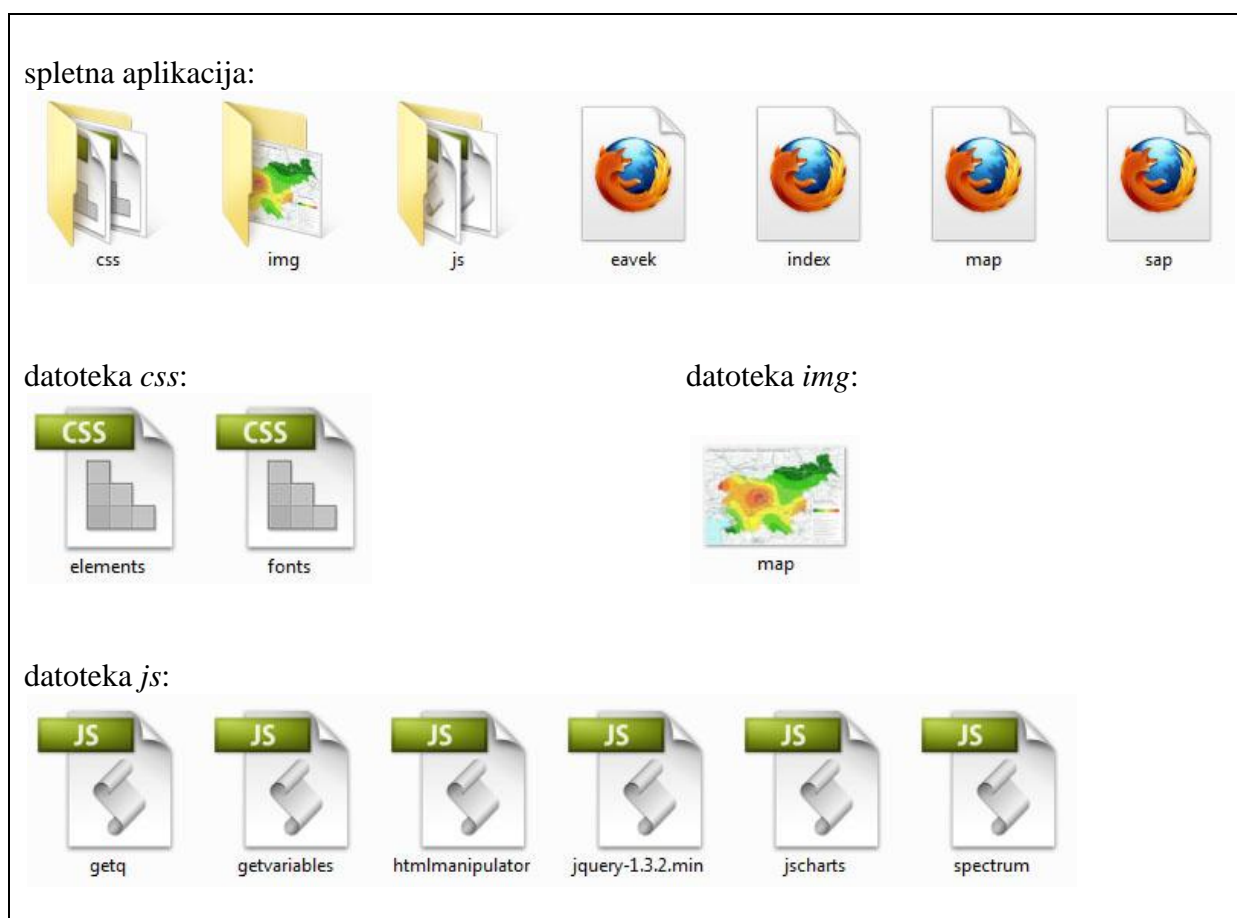 spletna aplikacija:
css img js eavek index map sap
datoteka css: datoteka img:
CSS CSS
elements fonts
map
datoteka js:
JS JS JS JS JS JS
getq getvariables htmlmanipulator jquery-1.3.2.min jscharts spectrum